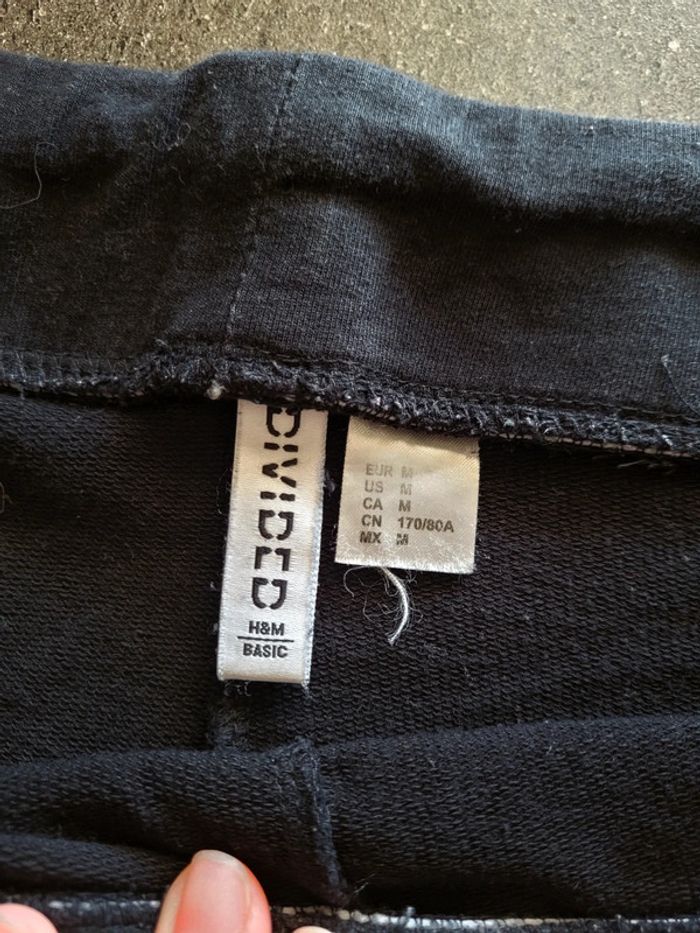 DIVIDED
H&M
BASIC
EUR M
US M
CA M
CN 170/80A
MX M